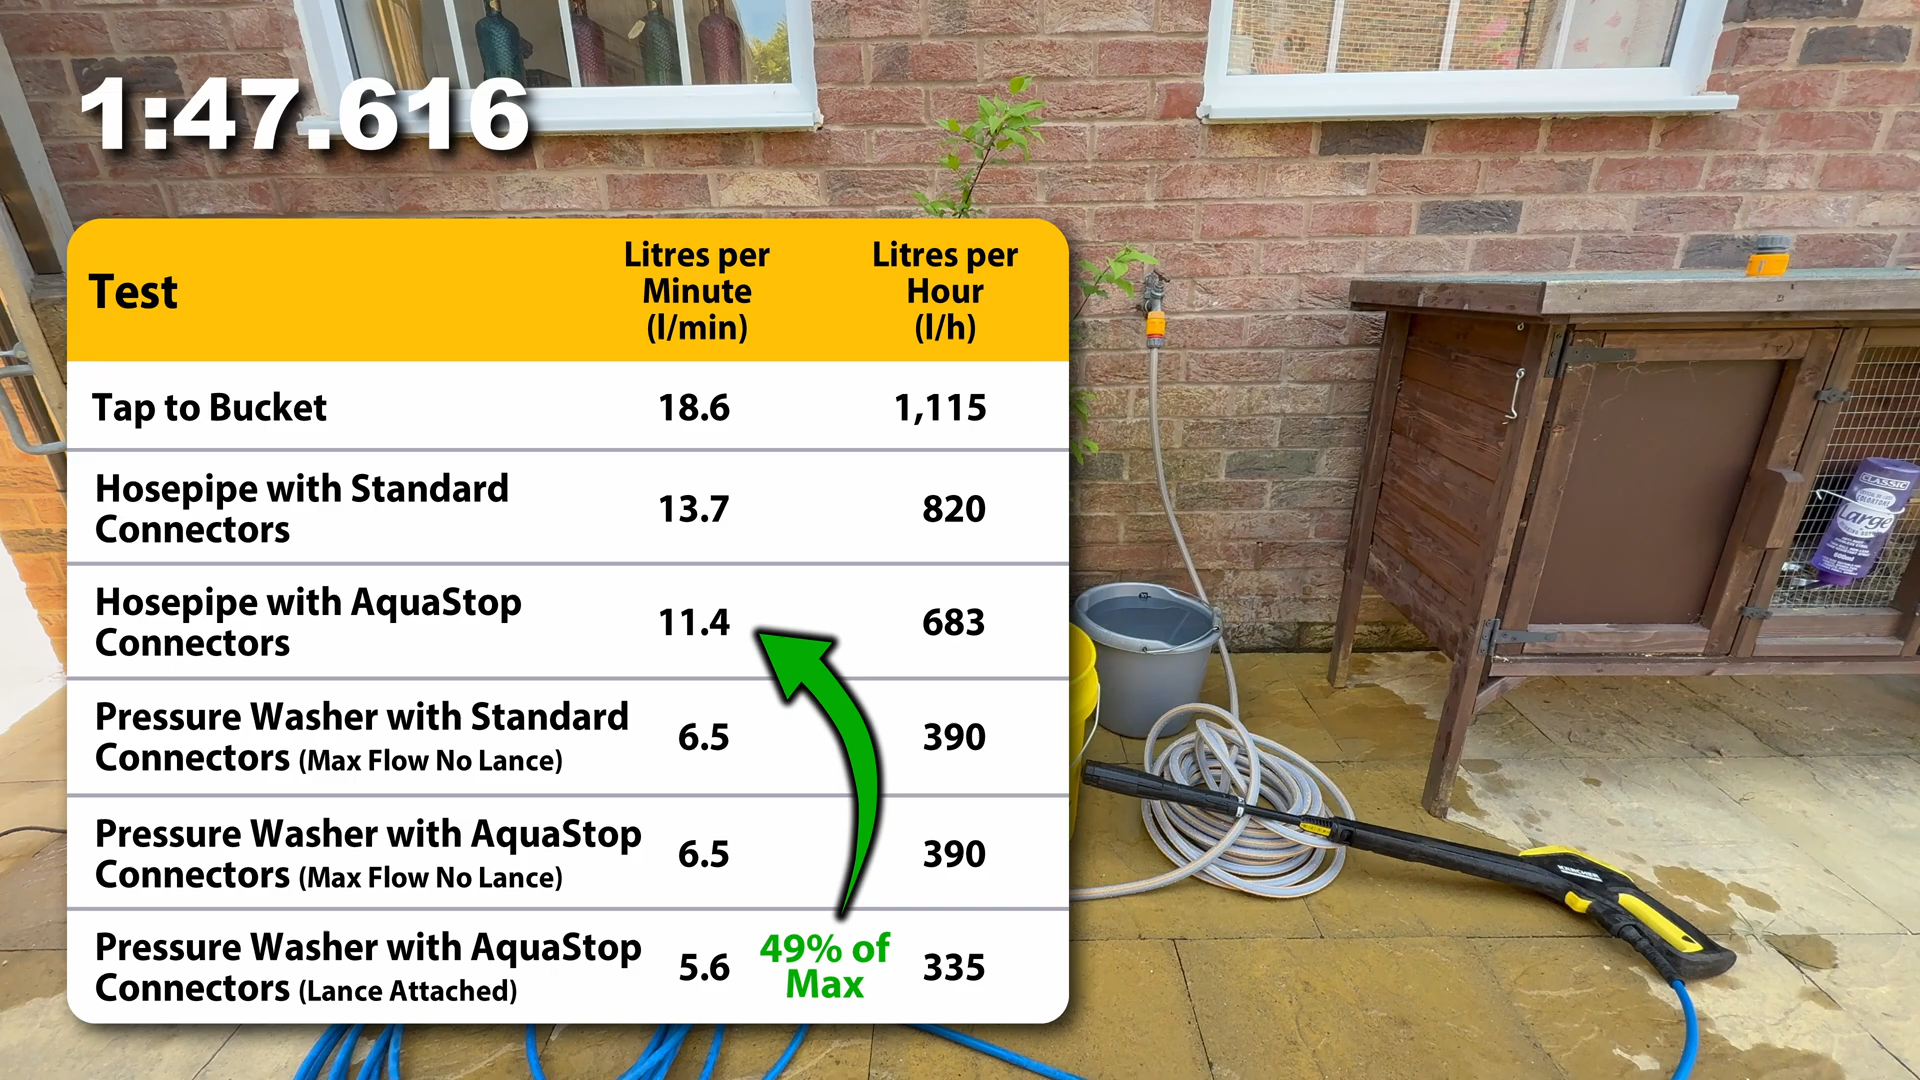 1:47.616
Test
Litres per
Minute
(l/min)
Litres per
Hour
(l/h)
Tap to Bucket
18.6
1,115
Hosepipe with Standard
Connectors
13.7
820
Hosepipe with AquaStop
Connectors
11.4
683
Pressure Washer with Standard
Connectors (Max Flow No Lance)
6.5
390
Pressure Washer with AquaStop
Connectors (Max Flow No Lance)
6.5
390
Pressure Washer with AquaStop
Connectors (Lance Attached)
5.6
49% of
Max
335
CLASSIC
Large
600ml
KARCHER